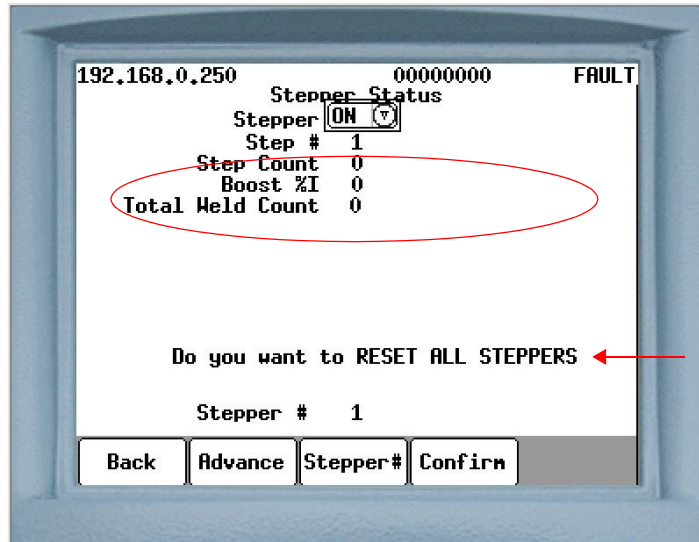 192.168.0.250 00000000 FAULT
Stepper Status
Stepper ON
Step # 1
Step Count 0
Boost %I 0
Total Weld Count 0
Do you want to RESET ALL STEPPERS
Stepper # 1
Back Advance Stepper# Confirm